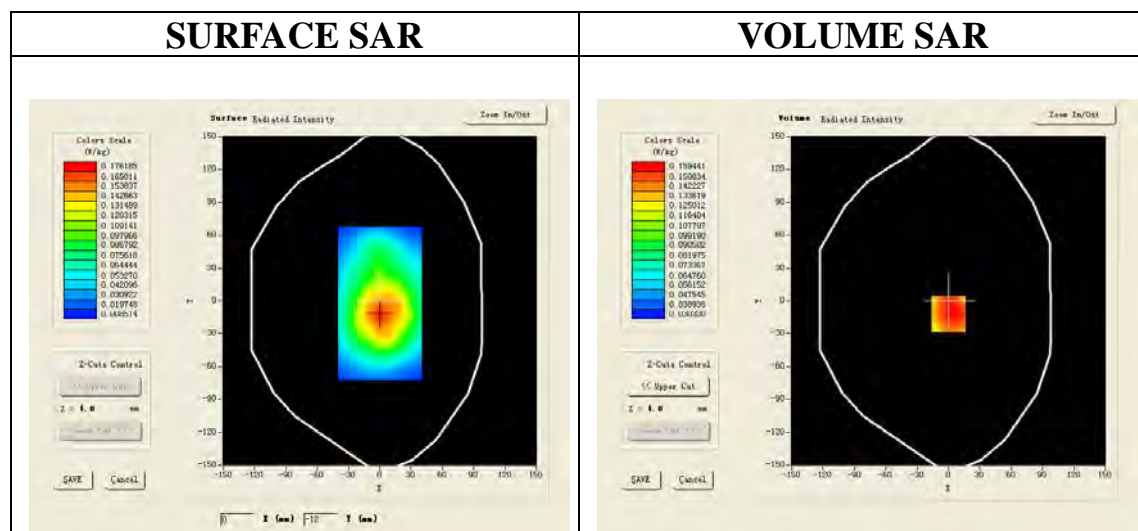 SURFACE SAR
VOLUME SAR
Surface Radiated Intensity
Zoom In/Out
Colors Scale
(W/kg)
0.176185
0.165011
0.153837
0.142663
0.131489
0.120315
0.109141
0.097966
0.086792
0.075618
0.064444
0.053270
0.042096
0.030922
0.019748
0.008574
150
120
90
60
30
0
-30
-60
-90
-120
-150
Y
-150 -120 -90 -60 -30 0 30 60 90 120 150
X
Z-Cuts Control
<< Upper Cut
Z = 4.0 mm
SAVE Cancel
0 X (mm) -12 Y (mm)
Volume Radiated Intensity
Zoom In/Out
Colors Scale
(W/kg)
0.159441
0.150834
0.142227
0.133619
0.125012
0.116404
0.107797
0.099190
0.090582
0.081975
0.073367
0.064760
0.056152
0.047545
0.038938
0.030330
150
120
90
60
30
0
-30
-60
-90
-120
-150
Y
-150 -120 -90 -60 -30 0 30 60 90 120 150
X
Z-Cuts Control
<< Upper Cut
Z = 4.0 mm
SAVE Cancel